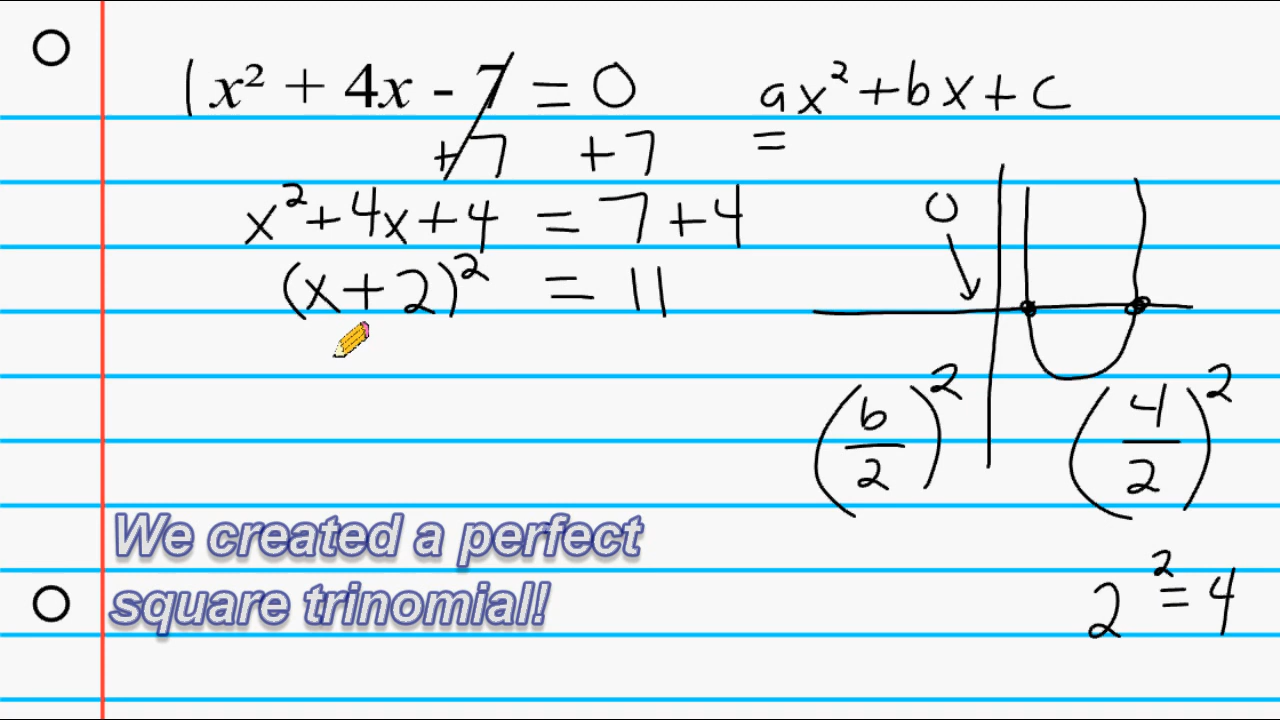 1x² + 4x - 7 = 0
ax² + bx + c
+7 +7
=
x² + 4x + 4 = 7 + 4
0
(x + 2)² = 11
(b/2)²
(4/2)²
We created a perfect
square trinomial!
2² = 4